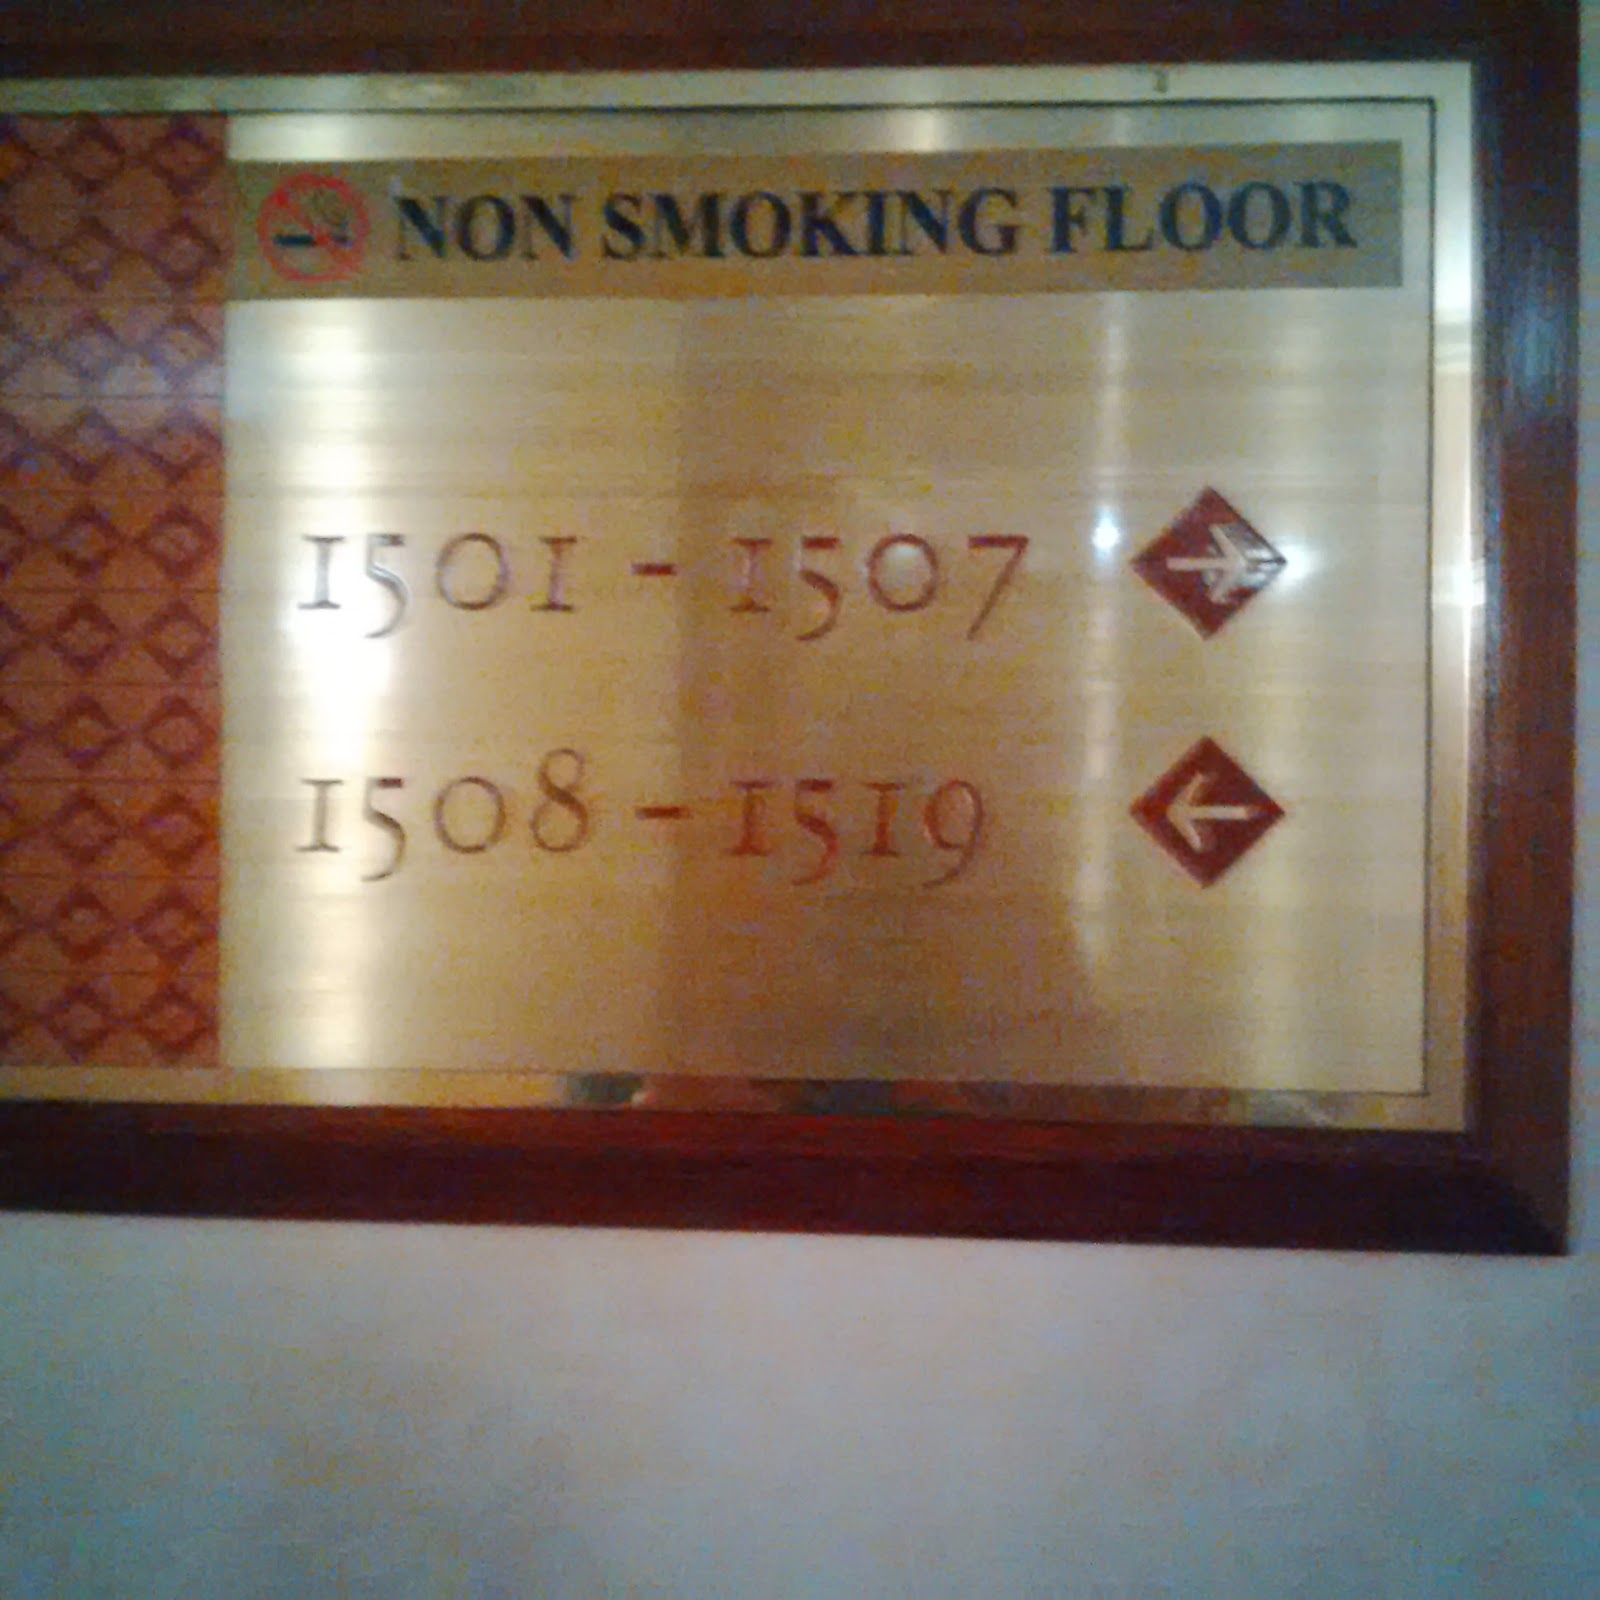 NON SMOKING FLOOR
1501 - 1507
1508 - 1519